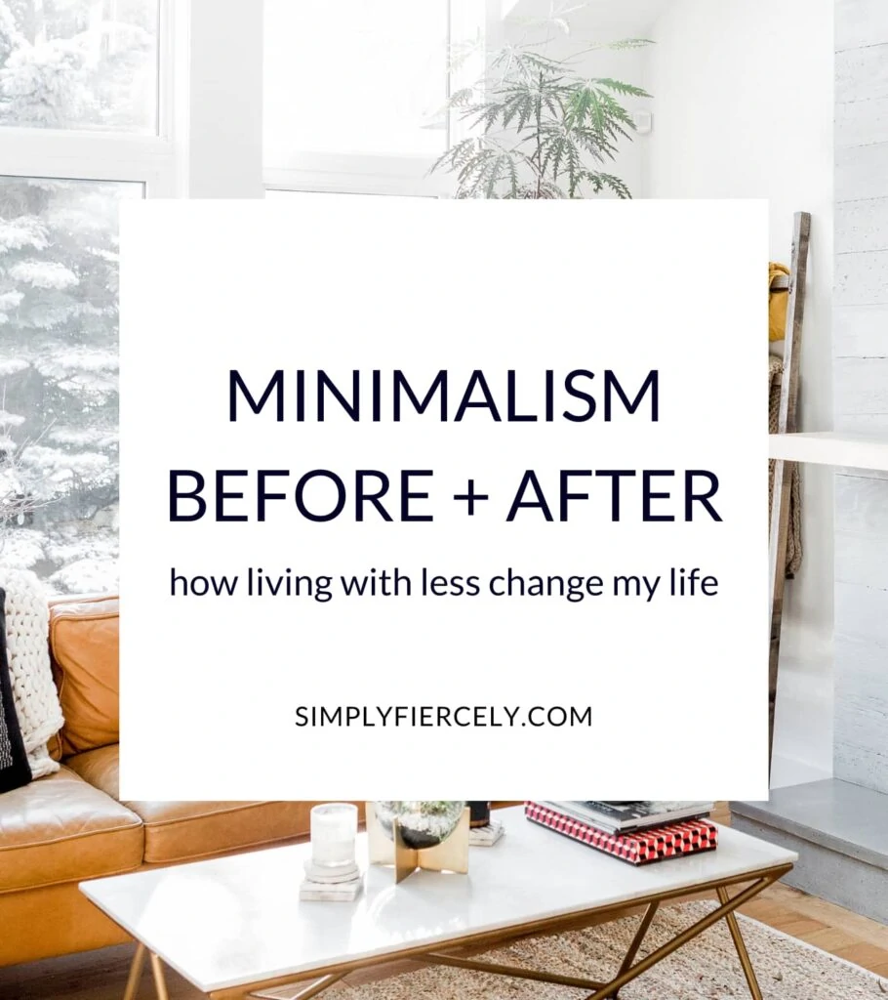 MINIMALISM
BEFORE + AFTER
how living with less change my life
SIMPLYFIERCELY.COM